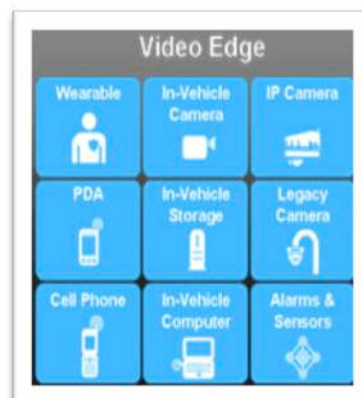 Video Edge
Wearable
In-Vehicle
Camera
IP Camera
PDA
In-Vehicle
Storage
Legacy
Camera
Cell Phone
In-Vehicle
Computer
Alarms &
Sensors